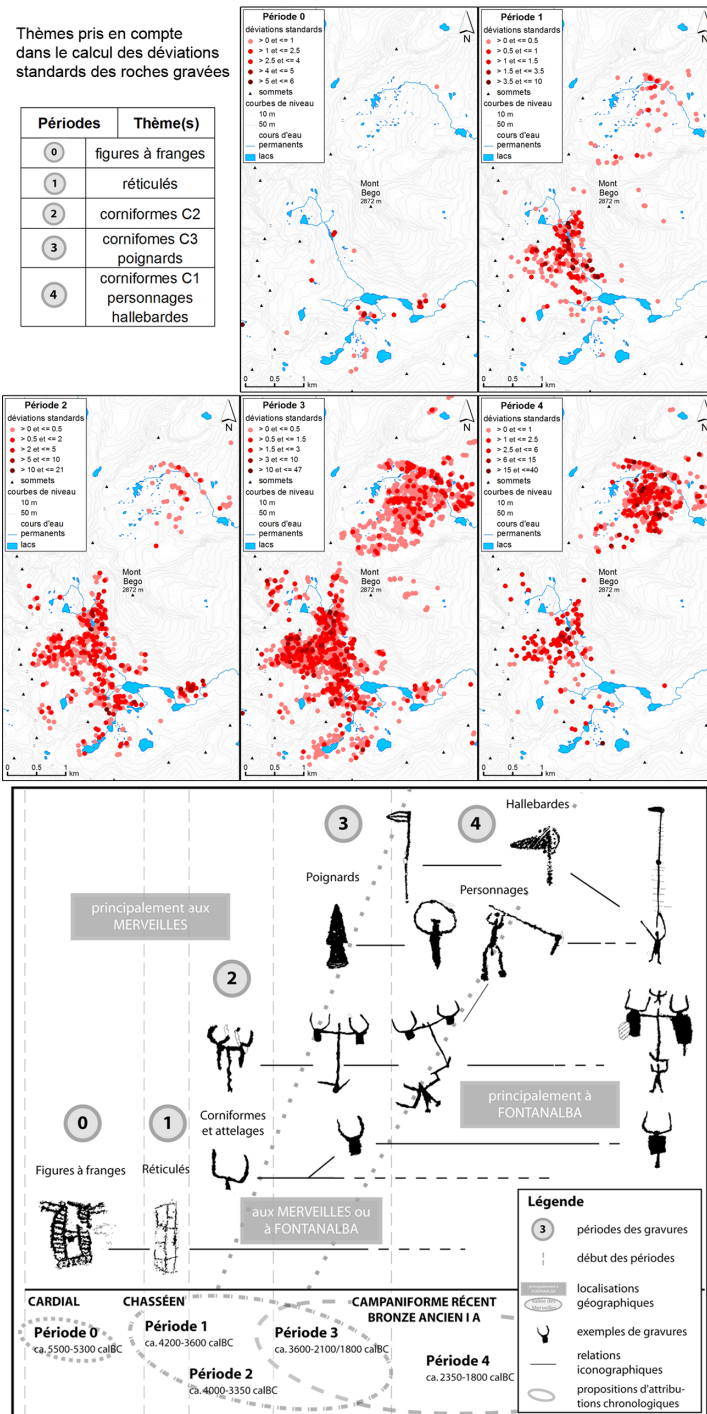 Thèmes pris en compte
dans le calcul des déviations
standards des roches gravées
Périodes Thème(s)
0 figures à franges
1 réticulés
2 corniformes C2
3 cornifomes C3
poignards
4 corniformes C1
personnages
hallebardes
Période 0
déviations standards
> 0 et <= 1
> 1 et <= 2.5
> 2.5 et <= 4
> 4 et <= 5
> 5 et <= 6
sommets
courbes de niveau
10 m
50 m
cours d'eau
permanents
lacs
N
Mont
Bego
2872 m
0 0.5 1
km
Période 1
déviations standards
> 0 et <= 0.5
> 0.5 et <= 1
> 1 et <= 1.5
> 1.5 et <= 3.5
> 3.5 et <= 10
sommets
courbes de niveau
10 m
50 m
cours d'eau
permanents
lacs
N
Mont
Bego
2872 m
0 0.5 1
km
Période 2
déviations standards
> 0 et <= 0.5
> 0.5 et <= 2
> 2 et <= 5
> 5 et <= 10
> 10 et <= 21
sommets
courbes de niveau
10 m
50 m
cours d'eau
permanents
lacs
N
Mont
Bego
2872 m
0 0.5 1
km
Période 3
déviations standards
> 0 et <= 0.5
> 0.5 et <= 1.5
> 1.5 et <= 3
> 3 et <= 10
> 10 et <= 47
sommets
courbes de niveau
10 m
50 m
cours d'eau
permanents
lacs
N
Mont
Bego
2872 m
0 0.5 1
km
Période 4
déviations standards
> 0 et <= 1
> 1 et <= 2.5
> 2.5 et <= 6
> 6 et <= 15
> 15 et <=40
sommets
courbes de niveau
10 m
50 m
cours d'eau
permanents
lacs
N
Mont
Bego
2872 m
0 0.5 1
km
3
4
Hallebardes
Poignards
Personnages
principalement aux
MERVEILLES
2
principalement à
FONTANALBA
0
1
Corniformes
et attelages
Figures à franges
Réticulés
aux MERVEILLES ou
à FONTANALBA
CARDIAL
CHASSÉEN
CAMPANIFORME RÉCENT
BRONZE ANCIEN I A
Période 0
ca. 5500-5300 calBC
Période 1
ca. 4200-3600 calBC
Période 2
ca. 4000-3350 calBC
Période 3
ca. 3600-2100/1800 calBC
Période 4
ca. 2350-1800 calBC
Légende
3 périodes des gravures
début des périodes
localisations
géographiques
exemples de gravures
relations
iconographiques
propositions d'attribu-
tions chronologiques